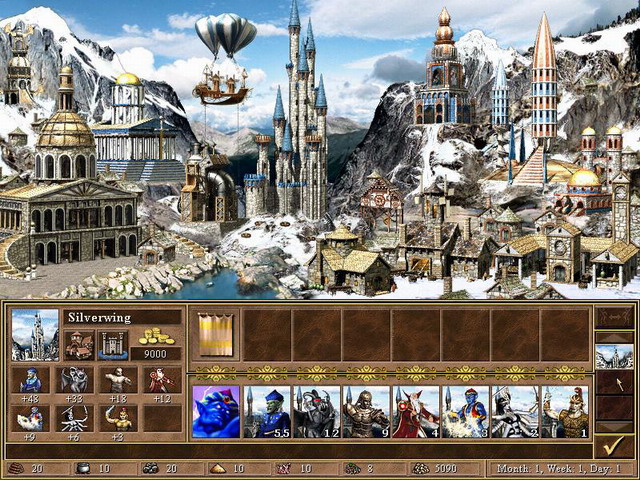 Silverwing
9000
+48 +33 +18 +12
+9 +6 +3
55 12 9 4 3 2 1
20 10 20 10 10 8 5090 Month: 1, Week: 1, Day: 1